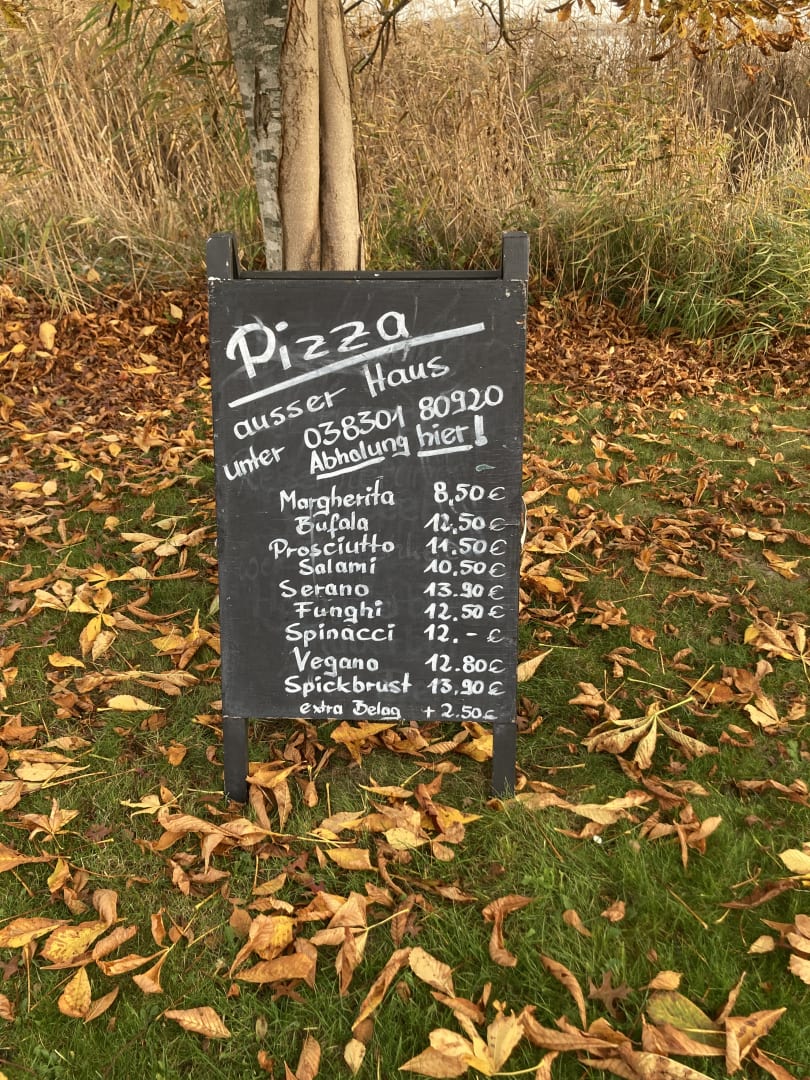 Pizza
ausser Haus
unter 038301 80920
Abholung hier!
Margherita 8,50€
Bufala 12,50€
Prosciutto 11.50€
Salami 10,50€
Serano 13.90€
Funghi 12,50€
Spinacci 12.- €
Vegano 12.80€
Spickbrust 13,90€
extra Belag + 2.50€